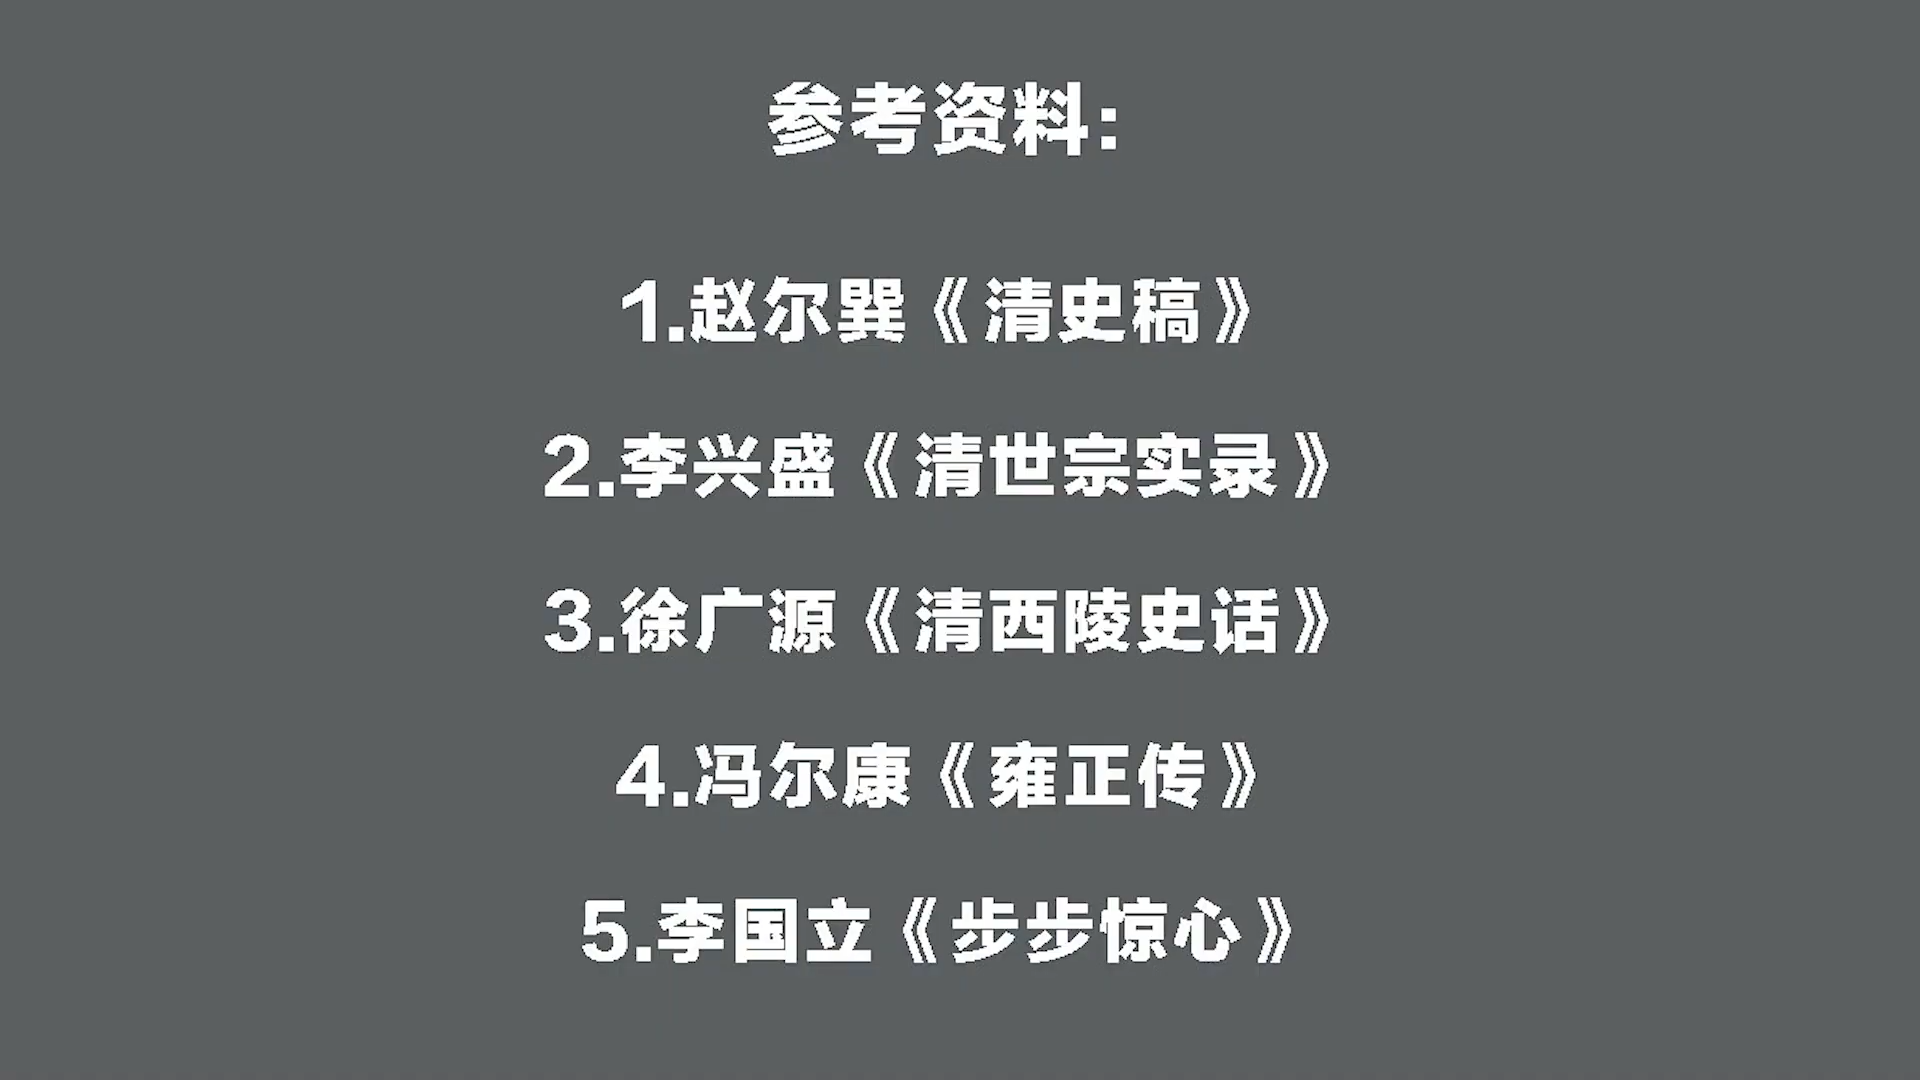 参考资料:
1.赵尔巽《清史稿》
2.李兴盛《清世宗实录》
3.徐广源《清西陵史话》
4.冯尔康《雍正传》
5.李国立《步步惊心》